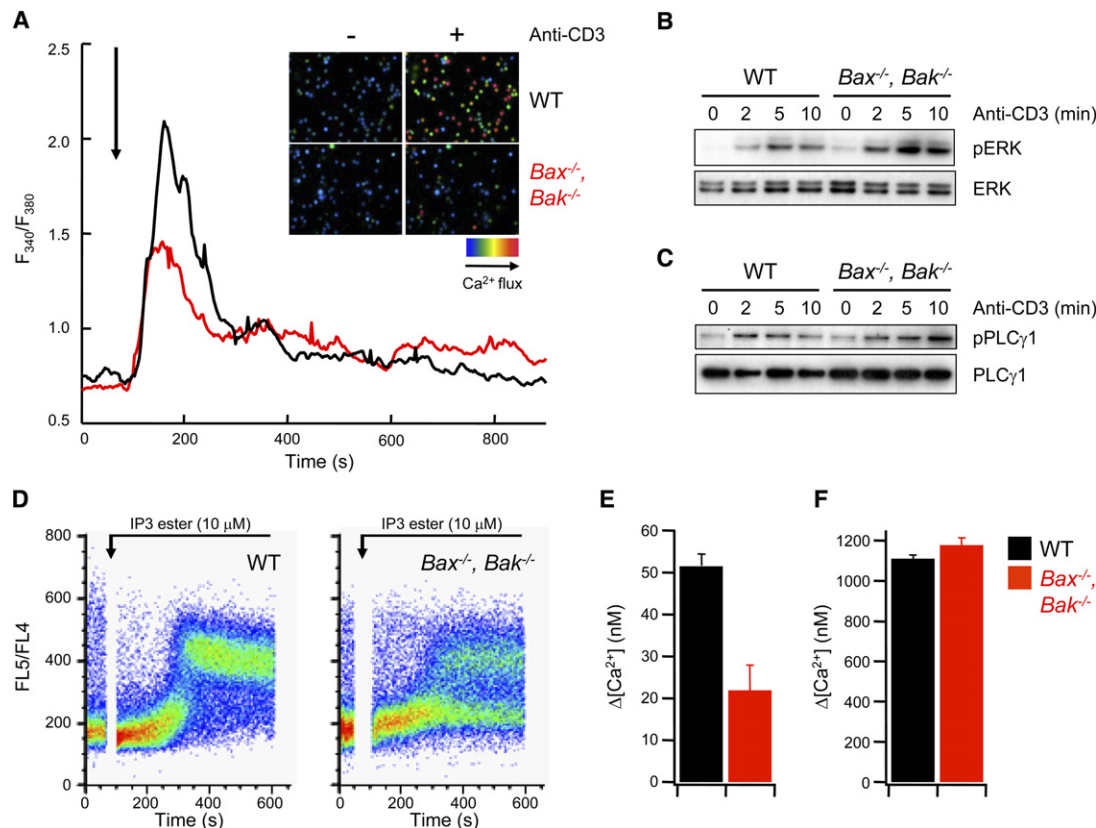 A
2.5
2.0
1.5
1.0
0.5
F340/F380
0 200 400 600 800
Time (s)
- + Anti-CD3
WT
Bax-/-,
Bak-/-
Ca2+ flux
B
WT Bax-/-, Bak-/-
0 2 5 10 0 2 5 10 Anti-CD3 (min)
pERK
ERK
C
WT Bax-/-, Bak-/-
0 2 5 10 0 2 5 10 Anti-CD3 (min)
pPLCγ1
PLCγ1
D
IP3 ester (10 μM)
WT
800
600
400
200
0
FL5/FL4
0 200 400 600
Time (s)
IP3 ester (10 μM)
Bax-/-, Bak-/-
0 200 400 600
Time (s)
E
60
50
40
30
20
10
0
Δ[Ca2+] (nM)
F
1200
1000
800
600
400
200
0
Δ[Ca2+] (nM)
WT
Bax-/-,
Bak-/-